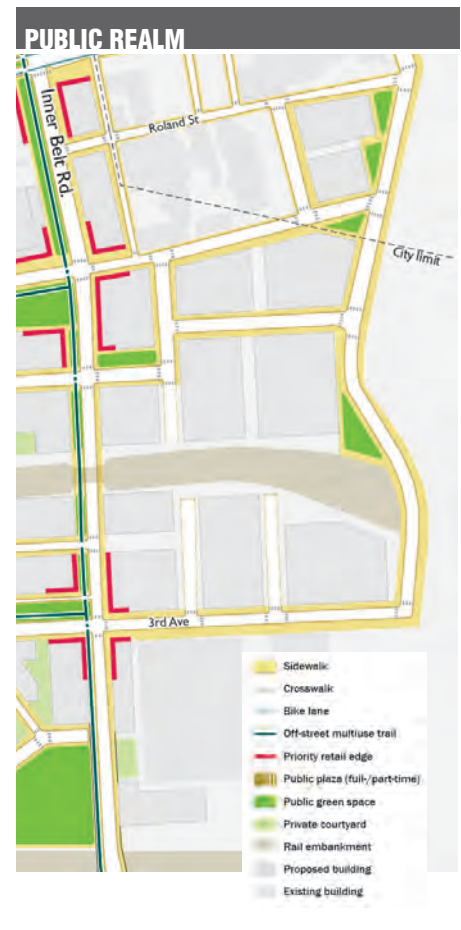 PUBLIC REALM
Inner Belt Rd.
Roland St
City limit
3rd Ave
Sidewalk
Crosswalk
Bike lane
Off-street multiuse trail
Priority retail edge
Public plaza (full-/part-time)
Public green space
Private courtyard
Rail embankment
Proposed building
Existing building